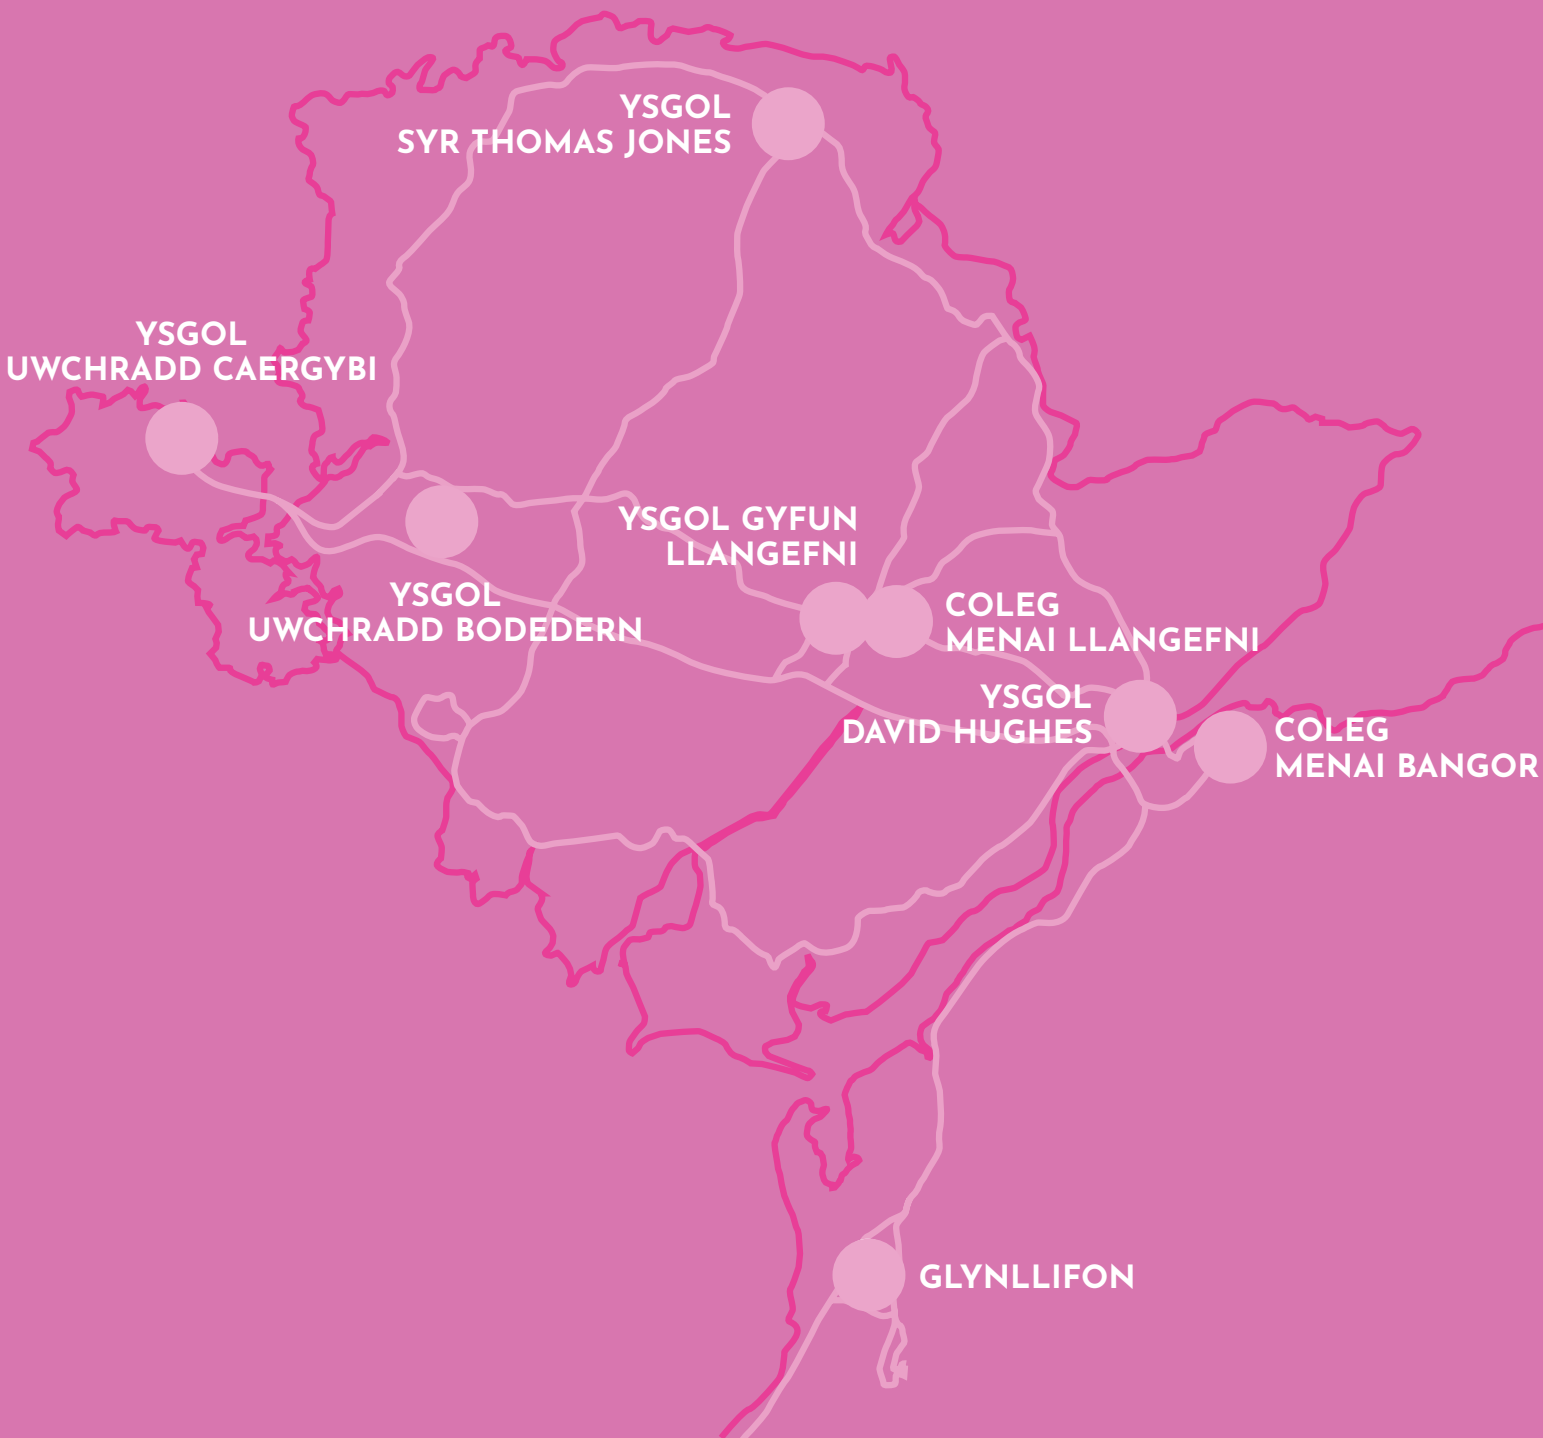 YSGOL
SYR THOMAS JONES
YSGOL
UWCHRADD CAERGYBI
YSGOL GYFUN
LLANGEFNI
YSGOL
UWCHRADD BODEDERN
COLEG
MENAI LLANGEFNI
YSGOL
DAVID HUGHES
COLEG
MENAI BANGOR
GLYNLLIFON